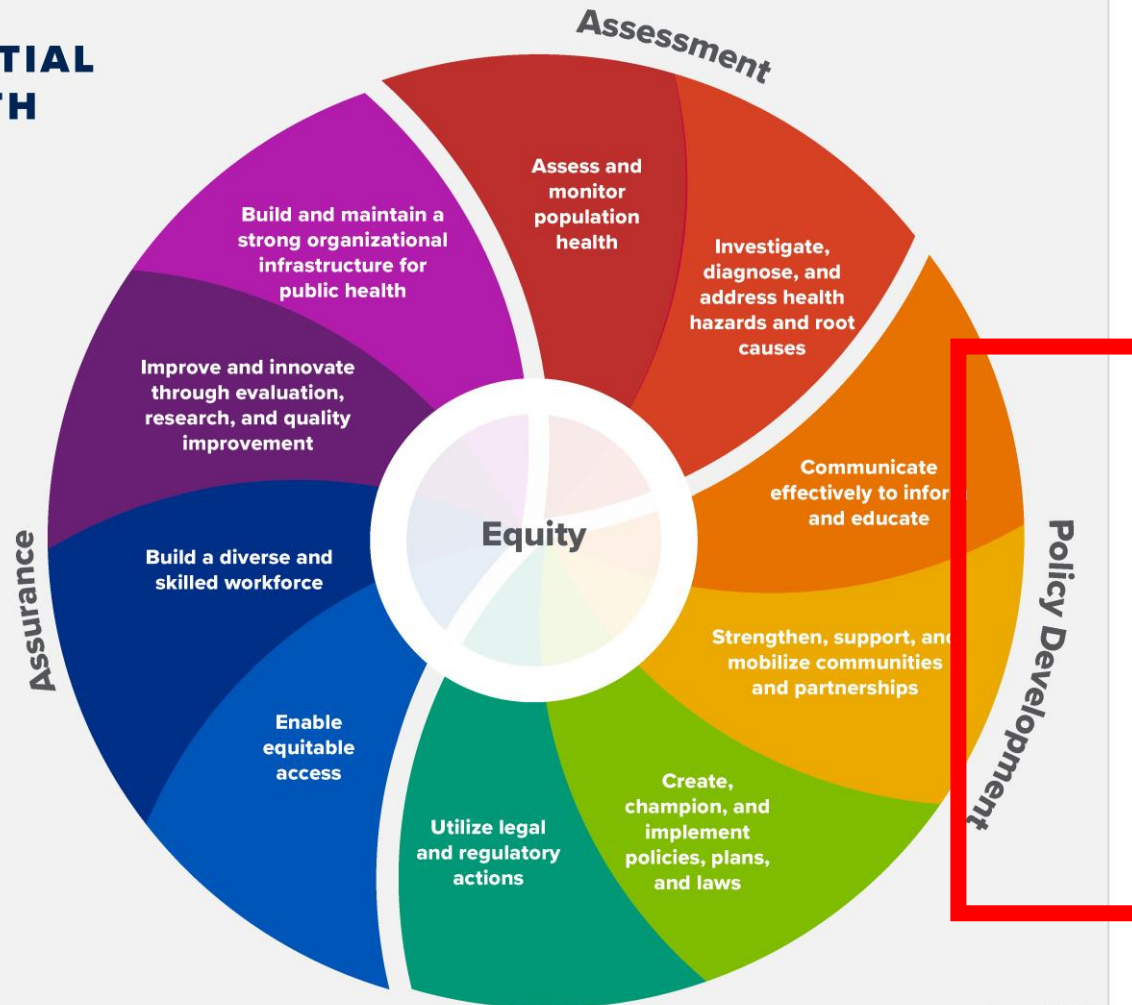 TIAL
TH
Assessment
Assess and
monitor
population
health
Investigate,
diagnose, and
address health
hazards and root
causes
Communicate
effectively to infor
and educate
Policy Development
Strengthen, support, and
mobilize communities
and partnerships
Create,
champion, and
implement
policies, plans,
and laws
Utilize legal
and regulatory
actions
Enable
equitable
access
Assurance
Build a diverse and
skilled workforce
Improve and innovate
through evaluation,
research, and quality
improvement
Build and maintain a
strong organizational
infrastructure for
public health
Equity